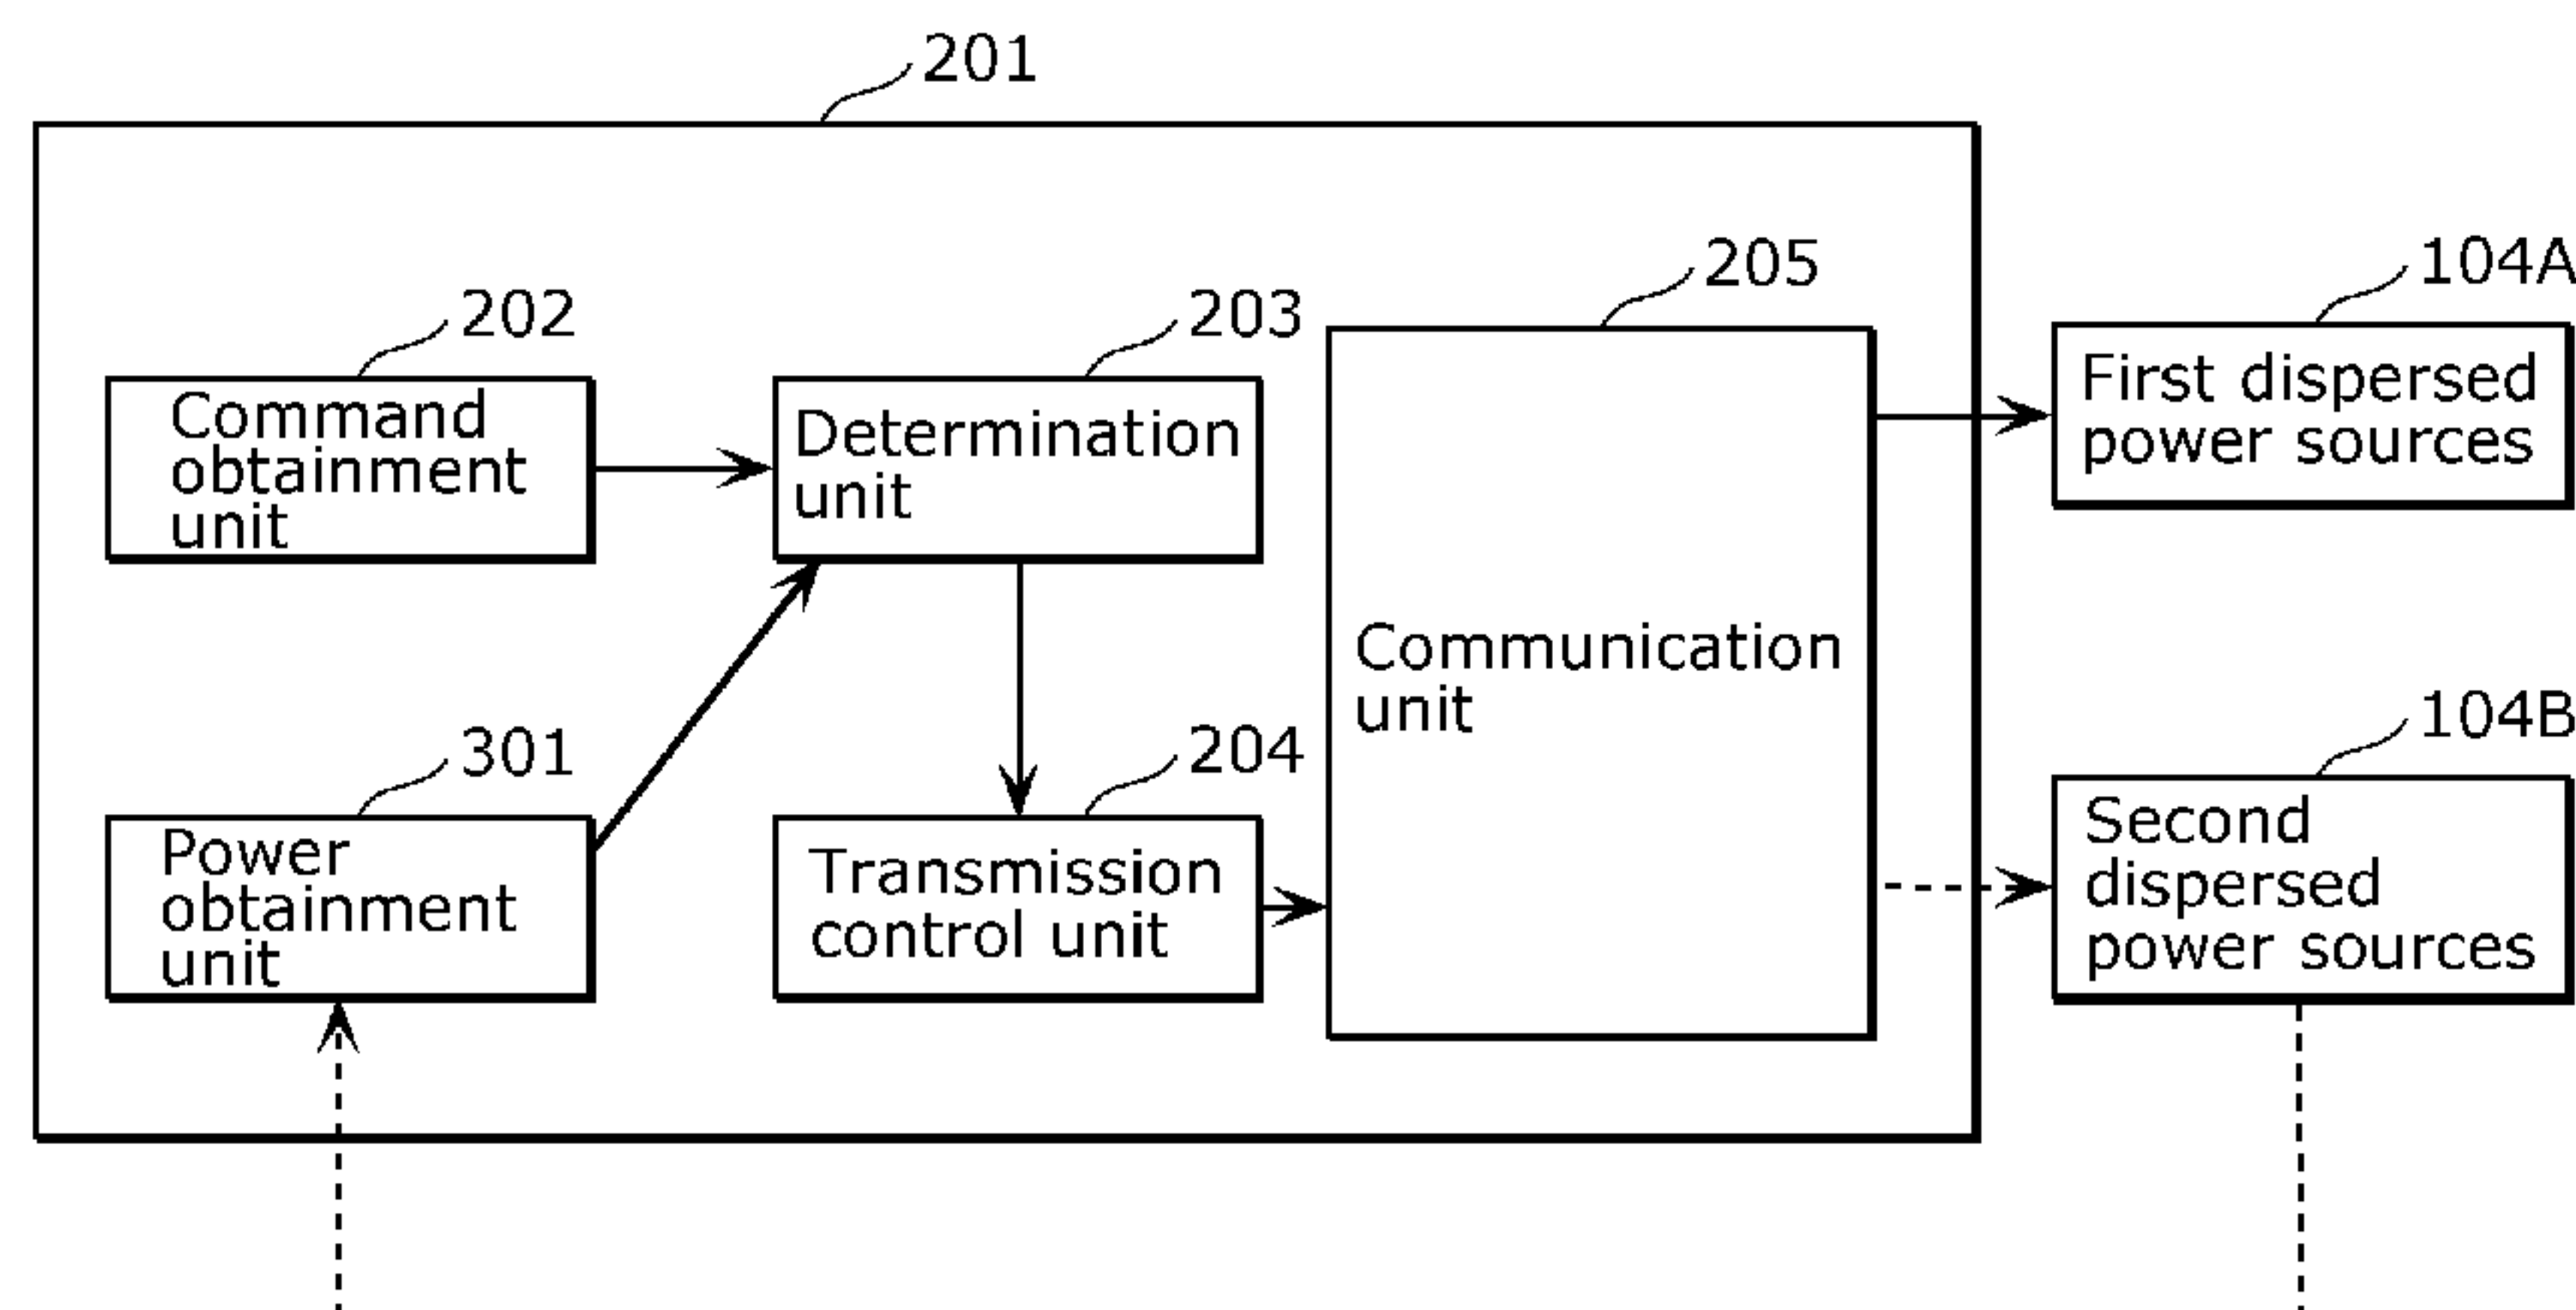 201
202
Command
obtainment
unit
203
Determination
unit
205
Communication
unit
104A
First dispersed
power sources
301
Power
obtainment
unit
204
Transmission
control unit
104B
Second
dispersed
power sources